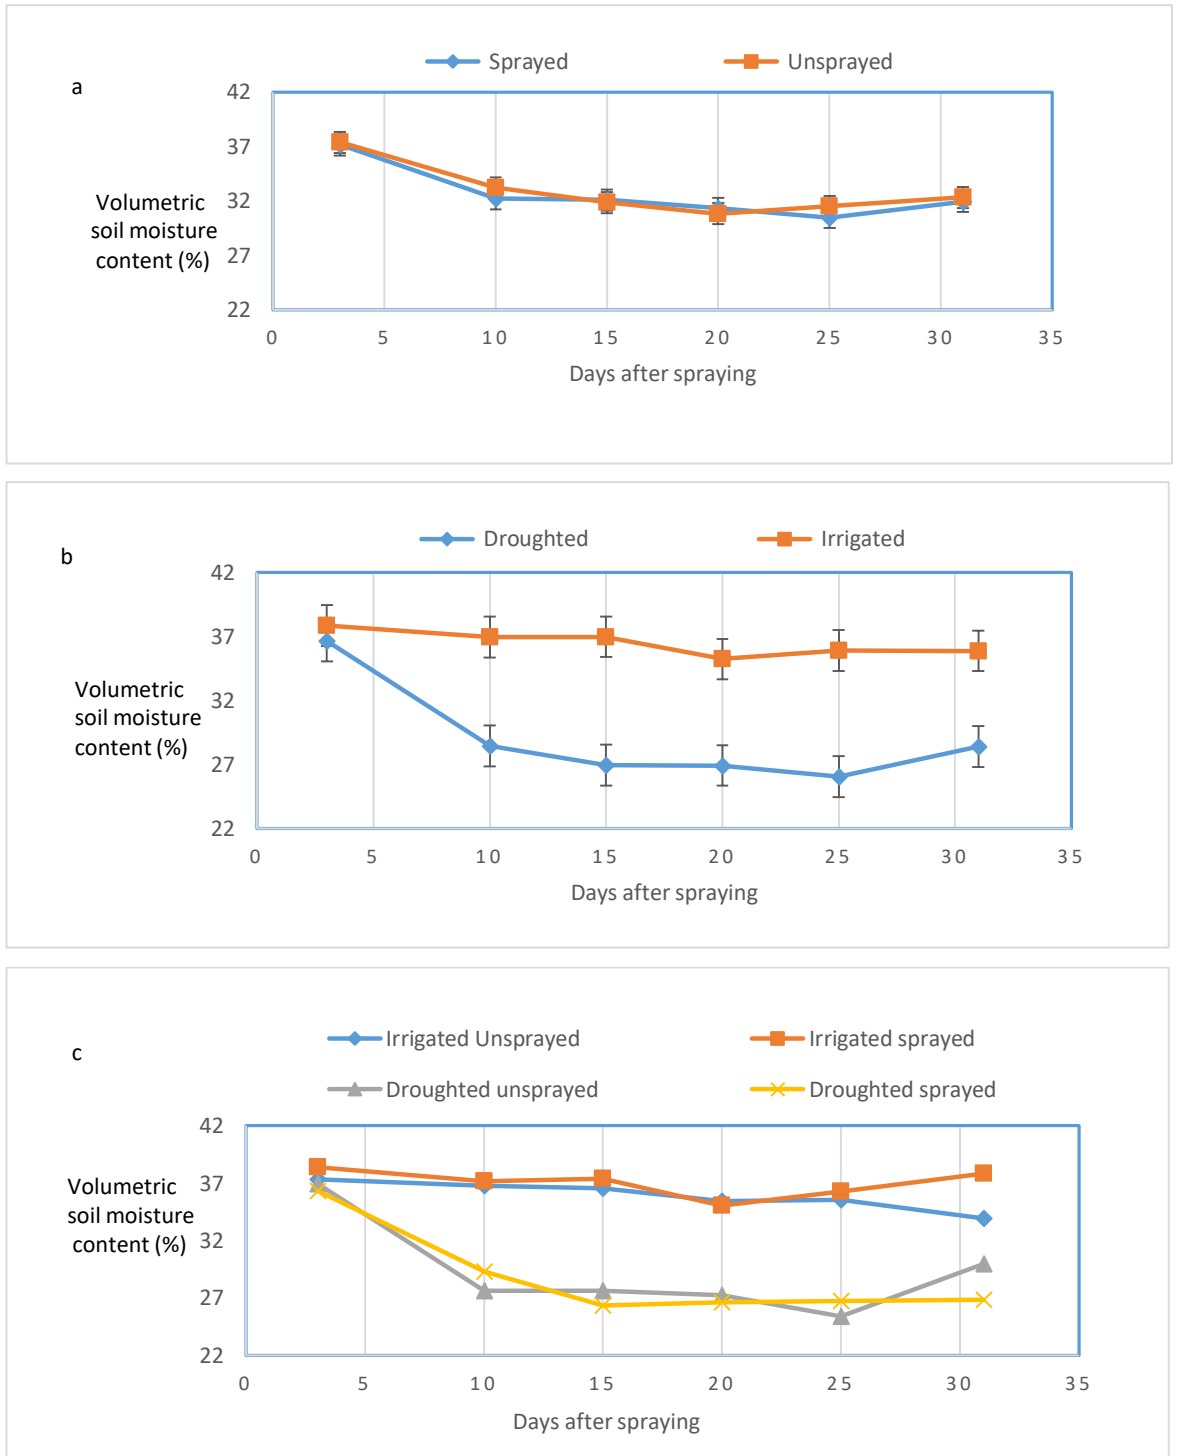 Sprayed Unsprayed
a
42
37
32
27
22
Volumetric
soil moisture
content (%)
0 5 10 15 20 25 30 35
Days after spraying
Droughted Irrigated
b
42
37
32
27
22
Volumetric
soil moisture
content (%)
0 5 10 15 20 25 30 35
Days after spraying
Irrigated Unsprayed Irrigated sprayed
c
Droughted unsprayed Droughted sprayed
42
37
32
27
22
Volumetric
soil moisture
content (%)
0 5 10 15 20 25 30 35
Days after spraying